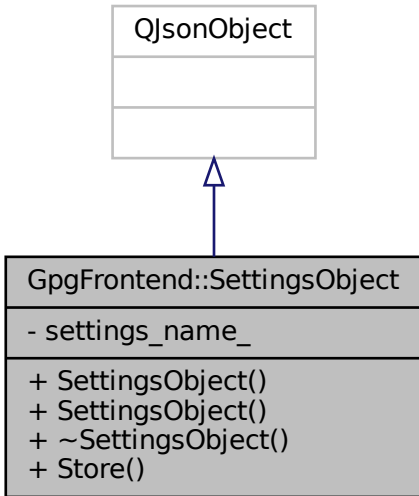 QJsonObject
GpgFrontend::SettingsObject
- settings_name_
+ SettingsObject()
+ SettingsObject()
+ ~SettingsObject()
+ Store()